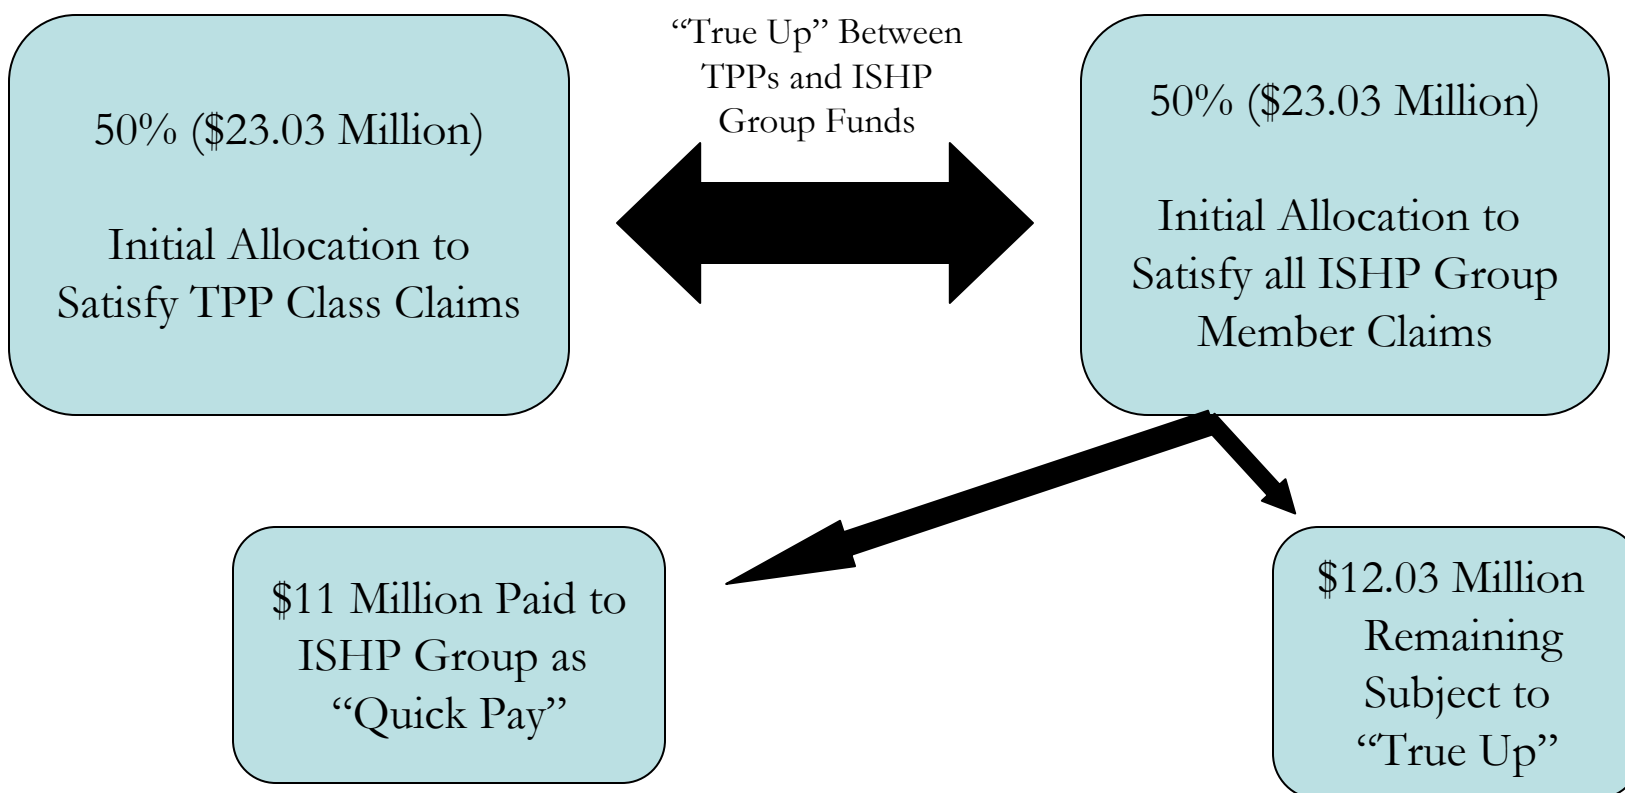 50% ($23.03 Million)
Initial Allocation to
Satisfy TPP Class Claims
“True Up” Between
TPPs and ISHP
Group Funds
50% ($23.03 Million)
Initial Allocation to
Satisfy all ISHP Group
Member Claims
$11 Million Paid to
ISHP Group as
“Quick Pay”
$12.03 Million
Remaining
Subject to
“True Up”